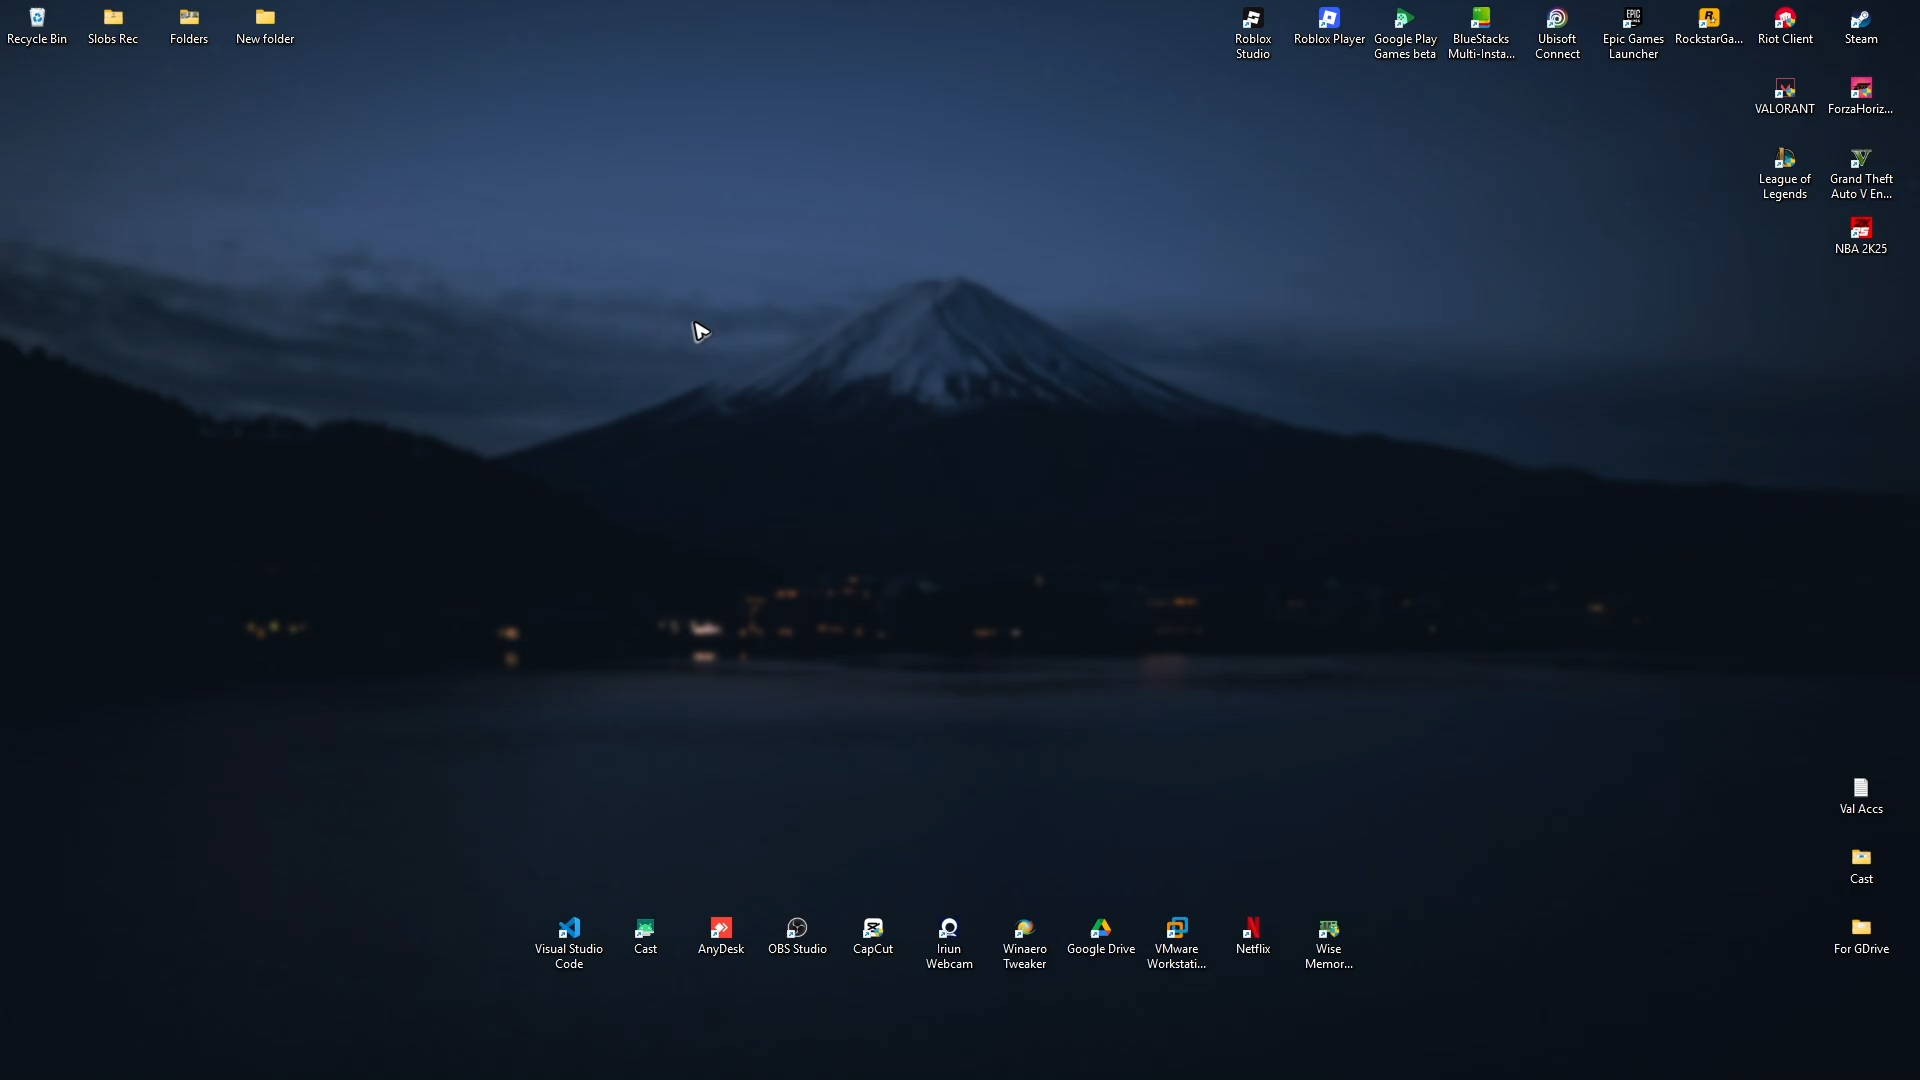 Recycle Bin
Slobs Rec
Folders
New folder
Roblox
Studio
Roblox Player
Google Play
Games beta
BlueStacks
Multi-Insta...
Ubisoft
Connect
Epic Games
Launcher
RockstarGa...
Riot Client
Steam
VALORANT
ForzaHoriz...
League of
Legends
Grand Theft
Auto V En...
NBA 2K25
Val Accs
Cast
For GDrive
Visual Studio
Code
Cast
AnyDesk
OBS Studio
CapCut
Iriun
Webcam
Winaero
Tweaker
Google Drive
VMware
Workstati...
Netflix
Wise
Memor...